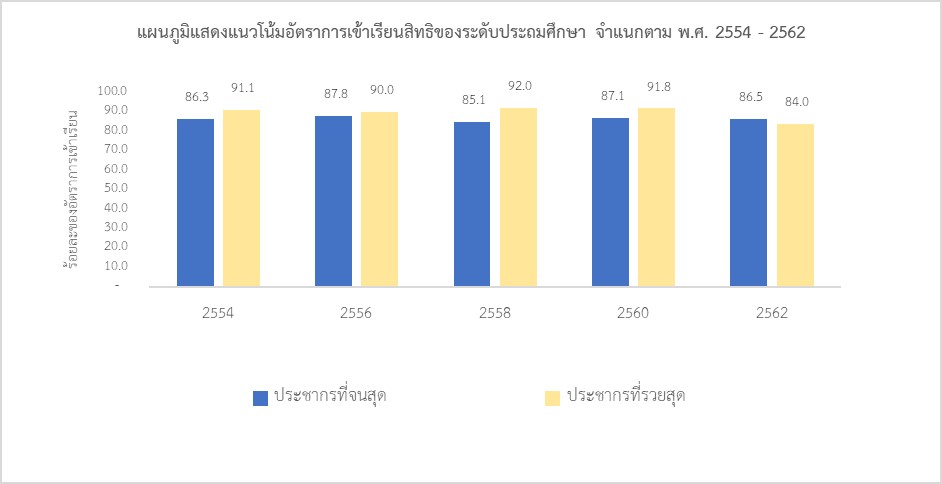 แผนภูมิแสดงแนวโน้มอัตราการเข้าเรียนสิทธิของระดับประถมศึกษา จำแนกตาม พ.ศ. 2554 - 2562
ร้อยละของอัตราการเข้าเรียน
100.0
90.0
80.0
70.0
60.0
50.0
40.0
30.0
20.0
10.0
-
86.3 91.1 87.8 90.0 85.1 92.0 87.1 91.8 86.5 84.0
2554 2556 2558 2560 2562
ประชากรที่จนสุด ประชากรที่รวยสุด